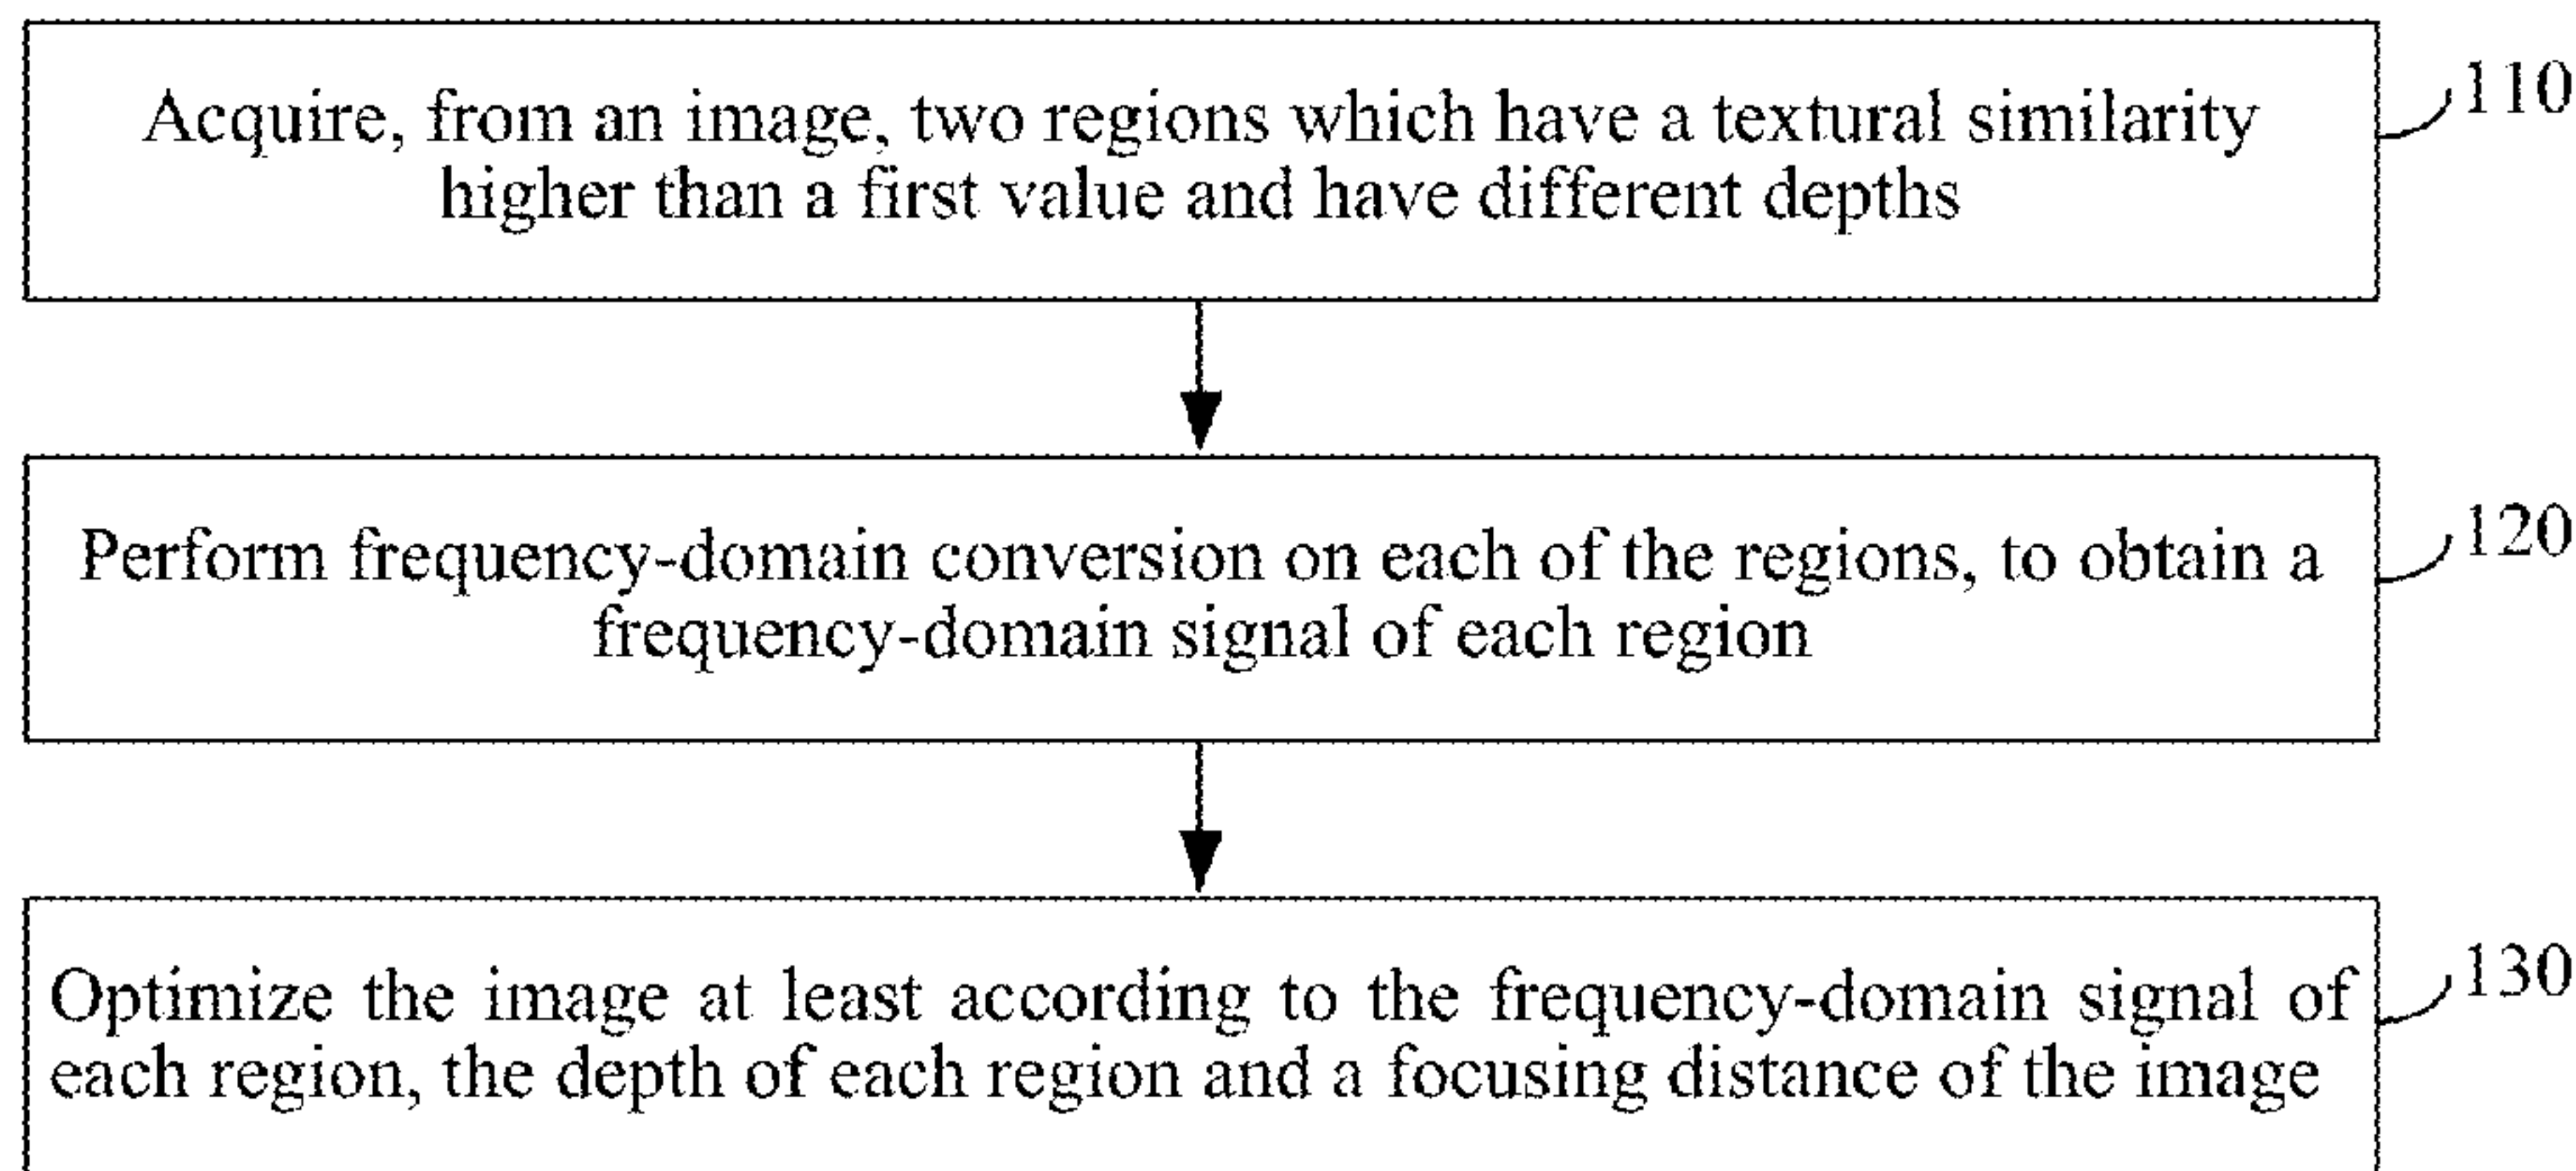 Acquire, from an image, two regions which have a textural similarity
higher than a first value and have different depths
110
Perform frequency-domain conversion on each of the regions, to obtain a
frequency-domain signal of each region
120
Optimize the image at least according to the frequency-domain signal of
each region, the depth of each region and a focusing distance of the image
130